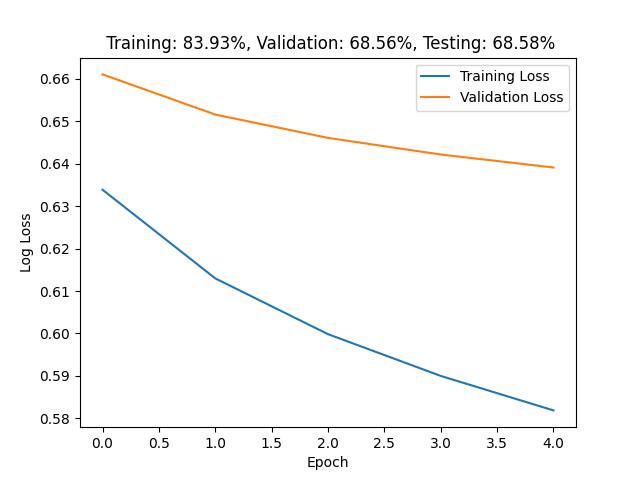 Training: 83.93%, Validation: 68.56%, Testing: 68.58%
Training Loss
Validation Loss
0.66
0.65
0.64
0.63
0.62
0.61
0.60
0.59
0.58
Log Loss
0.0 0.5 1.0 1.5 2.0 2.5 3.0 3.5 4.0
Epoch